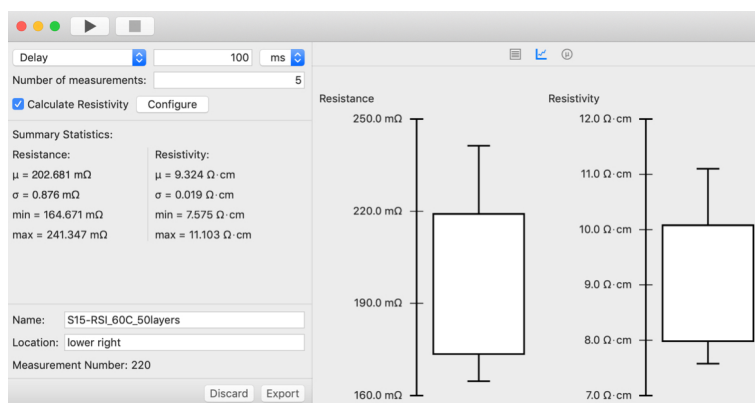 Delay 100 ms
Number of measurements: 5
Calculate Resistivity Configure
Summary Statistics:
Resistance: Resistivity:
μ = 202.681 mΩ μ = 9.324 Ω·cm
σ = 0.876 mΩ σ = 0.019 Ω·cm
min = 164.671 mΩ min = 7.575 Ω·cm
max = 241.347 mΩ max = 11.103 Ω·cm
Name: S15-RSI_60C_50layers
Location: lower right
Measurement Number: 220
Discard Export
μ
Resistance
250.0 mΩ
220.0 mΩ
190.0 mΩ
160.0 mΩ
Resistivity
12.0 Ω·cm
11.0 Ω·cm
10.0 Ω·cm
9.0 Ω·cm
8.0 Ω·cm
7.0 Ω·cm